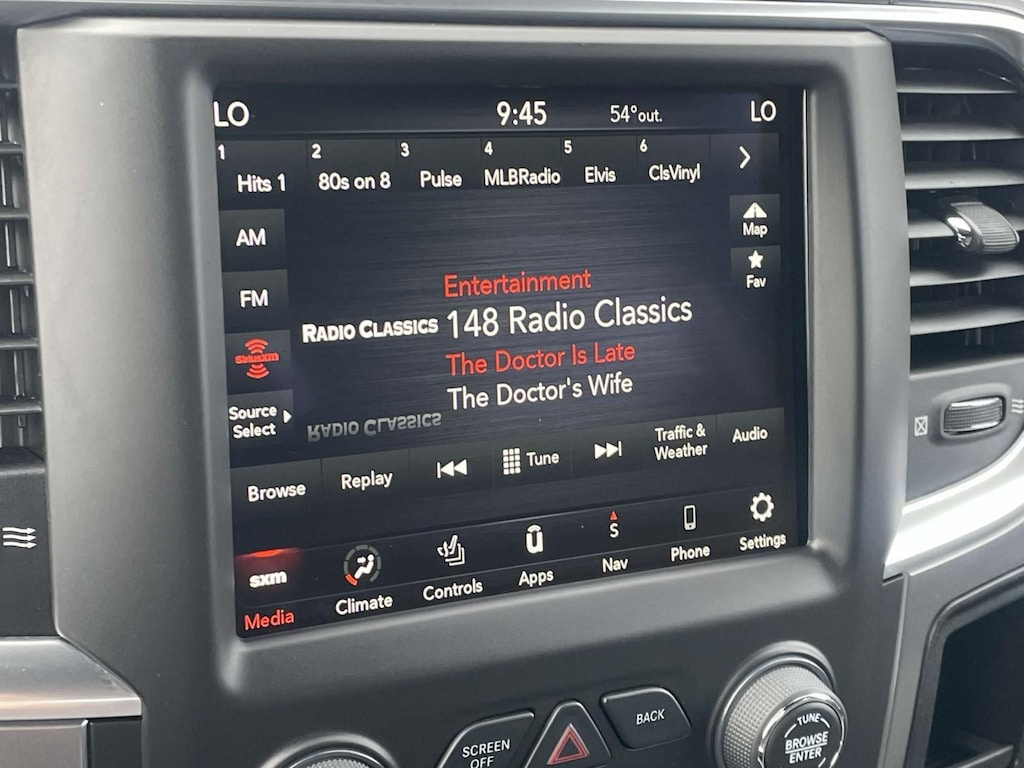 LO 9:45 54°out. LO
1 2 3 4 5 6
Hits 1 80s on 8 Pulse MLBRadio Elvis ClsVinyl
AM
Map
FM
Fav
Entertainment
RADIO CLASSICS 148 Radio Classics
siriusxm
The Doctor Is Late
The Doctor's Wife
Source
Select
RADIO CLASSICS
Browse Replay Tune Traffic &
Weather Audio
sxm
Media Climate Controls
u
Apps
S
Nav Phone Settings
SCREEN
OFF
BACK
TUNE
BROWSE
ENTER